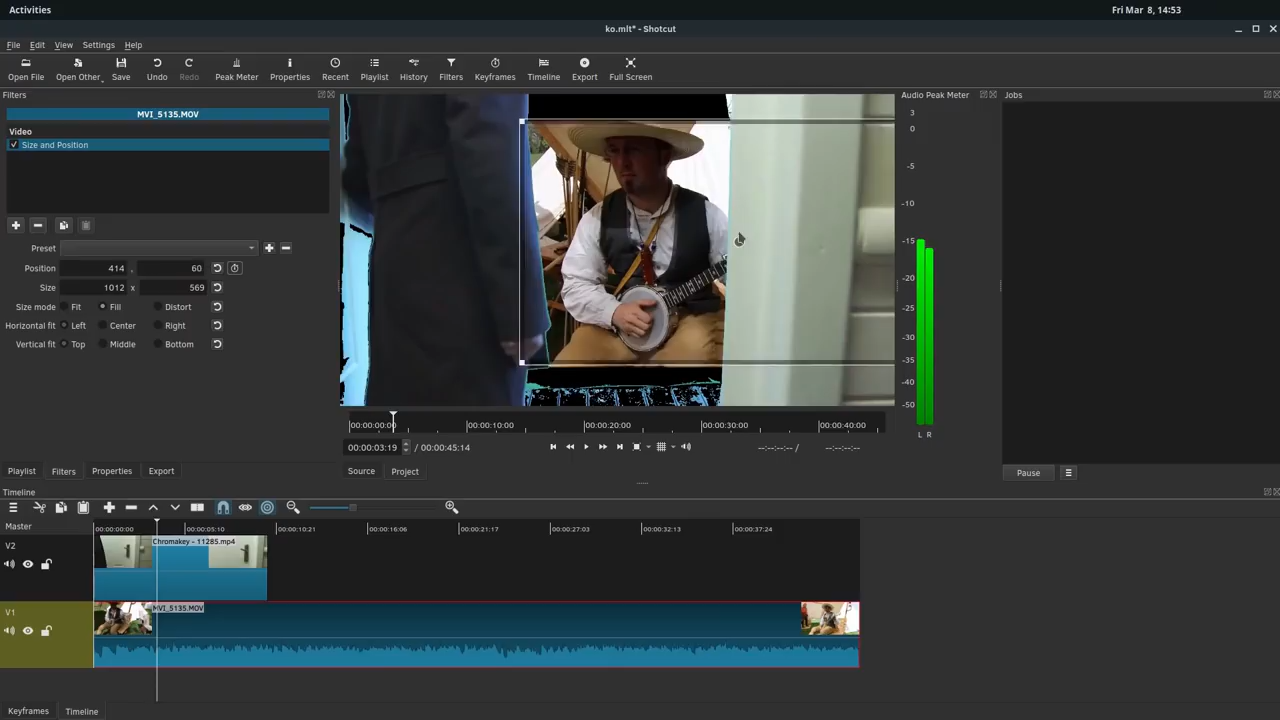 Activities
Fri Mar 8, 14:53
ko.mlt* - Shotcut
File Edit View Settings Help
Open File Open Other Save Undo Redo Peak Meter Properties Recent Playlist History Filters Keyframes Timeline Export Full Screen
Filters
MVI_5135.MOV
Video
Size and Position
Preset
Position 414 , 60
Size 1012 x 569
Size mode Fit Fill Distort
Horizontal fit Left Center Right
Vertical fit Top Middle Bottom
Audio Peak Meter
3
0
-5
-10
-15
-20
-25
-30
-35
-40
-50
L R
Jobs
00:00:00:00 00:00:10:00 00:00:20:00 00:00:30:00 00:00:40:00
00:00:03:19 / 00:00:45:14 --:--:--:-- / --:--:--:--
Playlist Filters Properties Export
Source Project
Pause
Timeline
Master
00:00:00:00 00:00:05:10 00:00:10:21 00:00:16:06 00:00:21:17 00:00:27:03 00:00:32:13 00:00:37:24
V2
Chromakey - 11285.mp4
V1
MVI_5135.MOV
Keyframes Timeline